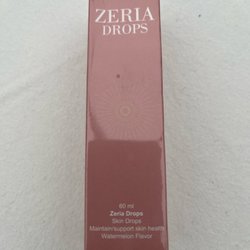 ZERIA
DROPS
60 ml
Zeria Drops
Skin Drops
Maintain/support skin health
Watermelon Flavor